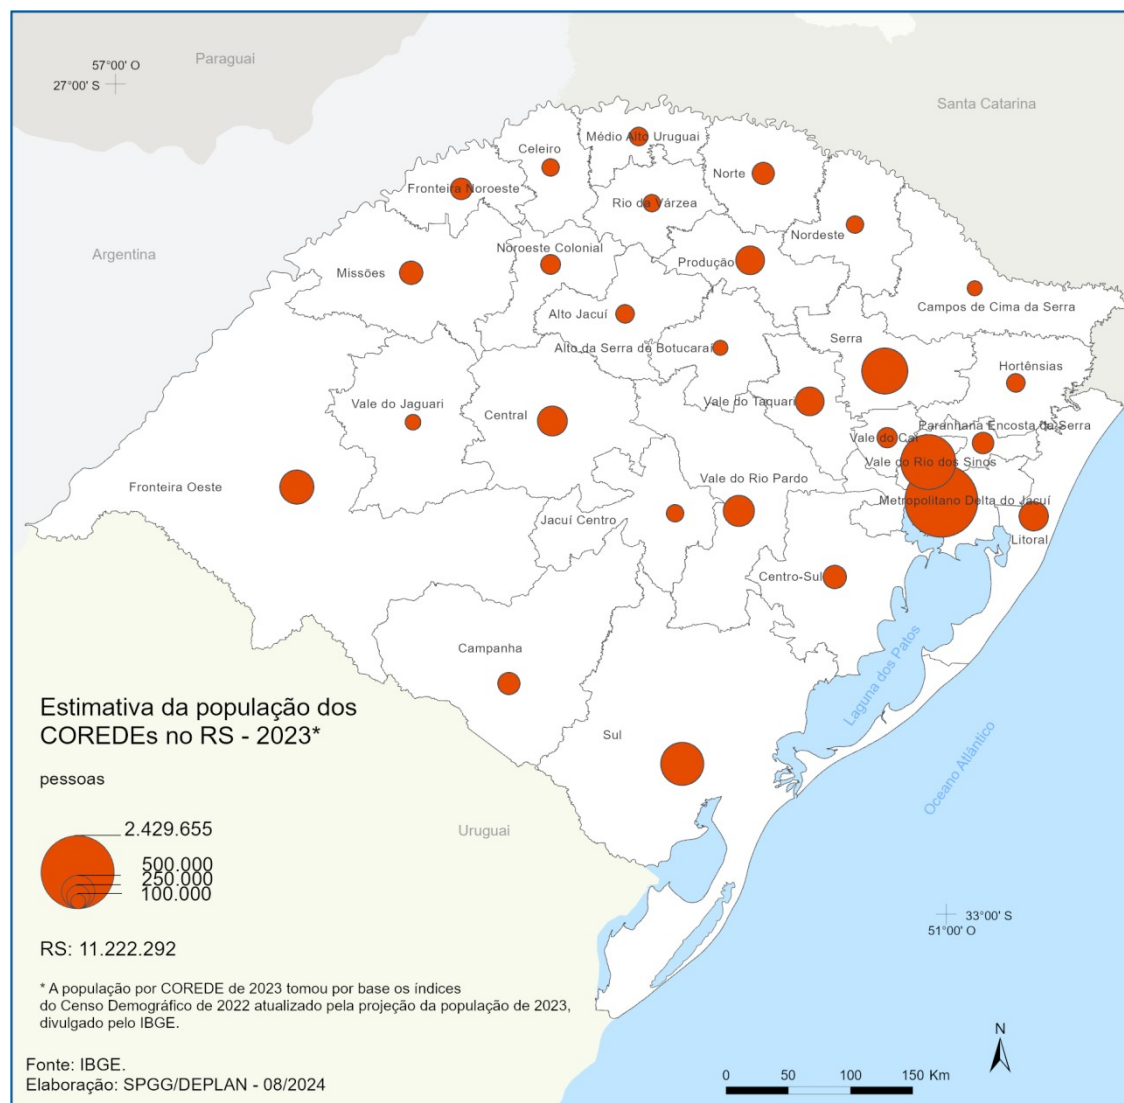 Paraguai
57°00' O
27°00' S
Santa Catarina
Argentina
Médio Alto Uruguai
Celeiro
Norte
Fronteira Noroeste
Rio da Várzea
Nordeste
Noroeste Colonial
Produção
Missões
Campos de Cima da Serra
Alto Jacuí
Alto da Serra do Botucaraí
Serra
Hortênsias
Vale do Jaguari
Central
Vale do Taquari
Paranhana Encosta da Serra
Vale do Caí
Vale do Rio dos Sinos
Fronteira Oeste
Vale do Rio Pardo
Metropolitano Delta do Jacuí
Jacuí Centro
Litoral
Centro-Sul
Campanha
Laguna dos Patos
Sul
Oceano Atlântico
Uruguai
Estimativa da população dos
COREDEs no RS - 2023*
pessoas
2.429.655
500.000
250.000
100.000
RS: 11.222.292
33°00' S
51°00' O
* A população por COREDE de 2023 tomou por base os índices
do Censo Demográfico de 2022 atualizado pela projeção da população de 2023,
divulgado pelo IBGE.
Fonte: IBGE.
Elaboração: SPGG/DEPLAN - 08/2024
N
0 50 100 150 Km